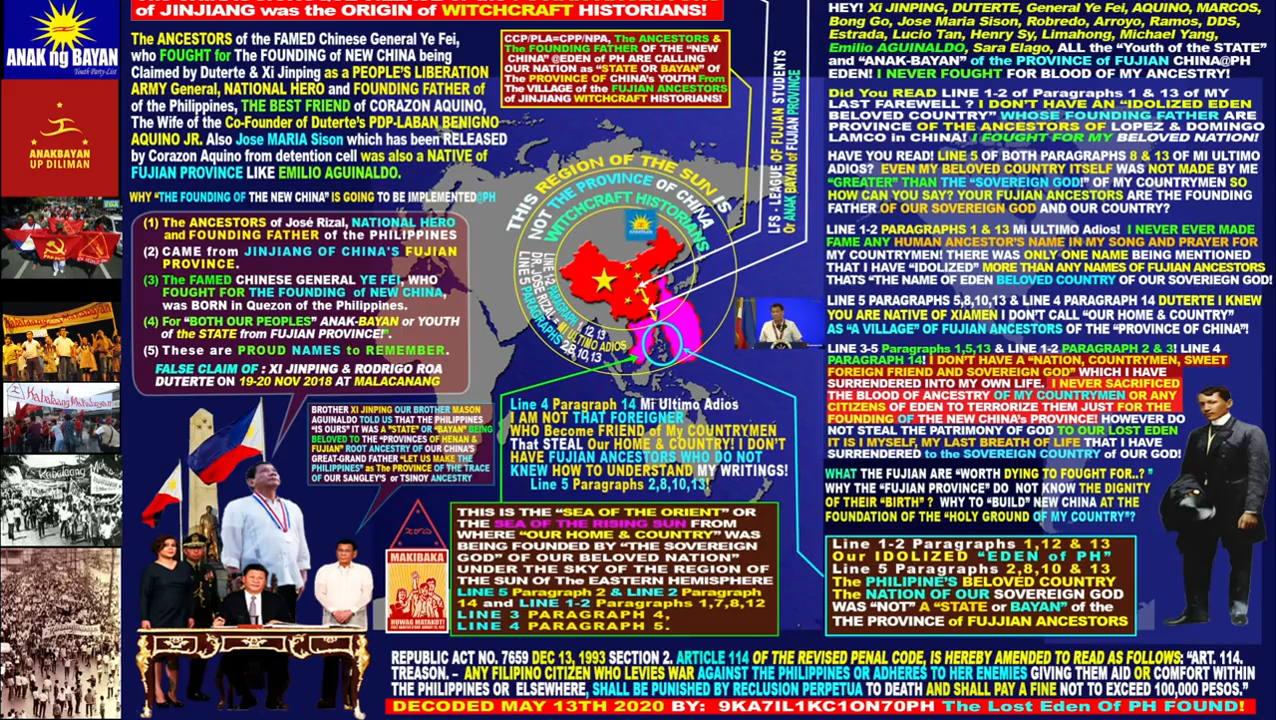 of JINJIANG was the ORIGIN of WITCHCRAFT HISTORIANS!
ANAK ng BAYAN
Youth Party-List
ANAKBAYAN
UP DILIMAN
The ANCESTORS of the FAMED Chinese General Ye Fei,
who FOUGHT for The FOUNDING of NEW CHINA being
Claimed by Duterte & Xi Jinping as a PEOPLE'S LIBERATION
ARMY General, NATIONAL HERO and FOUNDING FATHER of
of the Philippines, THE BEST FRIEND of CORAZON AQUINO,
The Wife of the Co-Founder of Duterte's PDP-LABAN BENIGNO
AQUINO JR. Also Jose MARIA Sison which has been RELEASED
by Corazon Aquino from detention cell was also a NATIVE of
FUJIAN PROVINCE LIKE EMILIO AGUINALDO.
WHY "THE FOUNDING OF THE NEW CHINA" IS GOING TO BE IMPLEMENTED@PH
(1) The ANCESTORS of José Rizal, NATIONAL HERO
and FOUNDING FATHER of the PHILIPPINES
(2) CAME from JINJIANG OF CHINA'S FUJIAN
PROVINCE.
(3) The FAMED CHINESE GENERAL YE FEI, WHO
FOUGHT FOR THE FOUNDING of NEW CHINA,
was BORN in Quezon of the Philippines.
(4) For "BOTH OUR PEOPLES" ANAK-BAYAN or YOUTH
of the STATE from FUJIAN PROVINCE!".
(5) These are PROUD NAMES to REMEMBER.
FALSE CLAIM OF : XI JINPING & RODRIGO ROA
DUTERTE ON 19-20 NOV 2018 AT MALACANANG
CCP/PLA=CPP/NPA, The ANCESTORS &
The FOUNDING FATHER OF THE "NEW
CHINA" @EDEN of PH ARE CALLING
OUR NATION as "STATE OR BAYAN" OF
The PROVINCE OF CHINA's YOUTH From
The VILLAGE of the FUJIAN ANCESTORS
of JINJIANG WITCHCRAFT HISTORIANS!
LFS - LEAGUE OF FUJIAN STUDENTS
Or ANAK BAYAN of FUJIAN PROVINCE
THIS REGION OF THE SUN IS
NOT THE PROVINCE OF CHINA
WITCHCRAFT HISTORIANS
BROTHER XI JINPING OUR BROTHER MASON
AGUINALDO TOLD US THAT THE PHILIPPINES
"IS OURS" IT WAS A "STATE" OR "BAYAN" BEING
BELOVED TO THE "PROVINCES OF HENAN &
FUJIAN" ROOT ANCESTRY OF OUR CHINA'S
GREAT-GRAND FATHER "LET US MAKE THE
PHILIPPINES" as The PROVINCE OF THE TRACE
OF OUR SANGLEY'S or TSINOY ANCESTRY
Line 4 Paragraph 14 Mi Ultimo Adios
I AM NOT THAT FOREIGNER
WHO Become FRIEND of My COUNTRYMEN
That STEAL Our HOME & COUNTRY! I DON'T
HAVE FUJIAN ANCESTORS WHO DO NOT
KNEW HOW TO UNDERSTAND MY WRITINGS!
Line 5 Paragraphs 2,8,10,13!
MAKIBAKA
HUWAG MATAKOT!
THIS IS THE "SEA OF THE ORIENT" OR
THE SEA OF THE RISING SUN FROM
WHERE "OUR HOME & COUNTRY" WAS
BEING FOUNDED BY "THE SOVEREIGN
GOD" OF OUR BELOVED NATION"
UNDER THE SKY OF THE REGION OF
THE SUN Of The EASTERN HEMISPHERE
LINE 5 Paragraph 2 & LINE 2 Paragraph
14 and LINE 1-2 Paragraphs 1,7,8,12
LINE 3 PARAGRAPH 4,
LINE 4 PARAGRAPH 5.
HEY! Xi JINPING, DUTERTE, General Ye Fei, AQUINO, MARCOS,
Bong Go, Jose Maria Sison, Robredo, Arroyo, Ramos, DDS,
Estrada, Lucio Tan, Henry Sy, Limahong, Michael Yang,
Emilio AGUINALDO, Sara Elago, ALL the "Youth of the STATE"
and "ANAK-BAYAN" of the PROVINCE OF FUJIAN CHINA@PH
EDEN! I NEVER FOUGHT FOR BLOOD OF MY ANCESTRY!
Did You READ LINE 1-2 of Paragraphs 1 & 13 of MY
LAST FAREWELL ? I DON'T HAVE AN "IDOLIZED EDEN
BELOVED COUNTRY" WHOSE FOUNDING FATHER ARE
PROVINCE OF THE ANCESTORS OF LOPEZ & DOMINGO
LAMCO in CHINA! I FOUGHT FOR MY BELOVED NATION!
HAVE YOU READ! LINE 5 OF BOTH PARAGRAPHS 8 & 13 OF MI ULTIMO
ADIOS? EVEN MY BELOVED COUNTRY ITSELF WAS NOT MADE BY ME
"GREATER" THAN THE "SOVEREIGN GOD!" OF MY COUNTRYMEN SO
HOW CAN YOU SAY? YOUR FUJIAN ANCESTORS ARE THE FOUNDING
FATHER OF OUR SOVEREIGN GOD AND OUR COUNTRY?
LINE 1-2 PARAGRAPHS 1 & 13 Mi ULTIMO Adios! I NEVER EVER MADE
FAME ANY HUMAN ANCESTOR'S NAME IN MY SONG AND PRAYER FOR
MY COUNTRYMEN! THERE WAS ONLY ONE NAME BEING MENTIONED
THAT I HAVE "IDOLIZED" MORE THAN ANY NAMES OF FUJIAN ANCESTORS
THATS"THE NAME OF EDEN BELOVED COUNTRY OF OUR SOVERIEGN GOD!
LINE 5 PARAGRAPHS 5,8,10,13 & LINE 4 PARAGRAPH 14 DUTERTE I KNEW
YOU ARE NATIVE OF XIAMEN I DON'T CALL "OUR HOME & COUNTRY"
AS "A VILLAGE" OF FUJIAN ANCESTORS OF THE "PROVINCE OF CHINA"!
LINE 3-5 Paragraphs 1,5,13 & LINE 1-2 PARAGRAPH 2 & 3! LINE 4
PARAGRAPH 14! I DON'T HAVE A "NATION, COUNTRYMEN, SWEET
FOREIGN FRIEND AND SOVEREIGN GOD" WHICH I HAVE
SURRENDERED INTO MY OWN LIFE. I NEVER SACRIFICED
THE BLOOD OF ANCESTRY OF MY COUNTRYMEN OR ANY
CITIZENS OF EDEN TO TERRORIZE THEM JUST FOR THE
FOUNDING OF THE NEW CHINA's PROVINCE! HOWEVER DO
NOT STEAL THE PATRIMONY OF GOD TO OUR LOST EDEN
IT IS I MYSELF, MY LAST BREATH OF LIFE THAT I HAVE
SURRENDERED to the SOVEREIGN COUNTRY of OUR GOD!
WHAT THE FUJIAN ARE "WORTH DYING TO FOUGHT FOR..? "
WHY THE "FUJIAN PROVINCE" DO NOT KNOW THE DIGNITY
OF THEIR "BIRTH" ? WHY TO "BUILD" NEW CHINA AT THE
FOUNDATION OF THE "HOLY GROUND OF MY COUNTRY"?
Line 1-2 Paragraphs 1,12 & 13
Our IDOLIZED "EDEN of PH"
Line 5 Paragraphs 2,8,10 & 13
The PHILIPINE'S BELOVED COUNTRY
The NATION OF OUR SOVEREIGN GOD
WAS "NOT" A "STATE or BAYAN" of the
THE PROVINCE of FUJJIAN ANCESTORS
REPUBLIC ACT NO. 7659 DEC 13, 1993 SECTION 2. ARTICLE 114 OF THE REVISED PENAL CODE, IS HEREBY AMENDED TO READ AS FOLLOWS: "ART. 114.
TREASON. – ANY FILIPINO CITIZEN WHO LEVIES WAR AGAINST THE PHILIPPINES OR ADHERES TO HER ENEMIES GIVING THEM AID OR COMFORT WITHIN
THE PHILIPPINES OR ELSEWHERE, SHALL BE PUNISHED BY RECLUSION PERPETUA TO DEATH AND SHALL PAY A FINE NOT TO EXCEED 100,000 PESOS."
DECODED MAY 13TH 2020 BY: 9KA7IL1KC1ON70PH The Lost Eden Of PH FOUND!